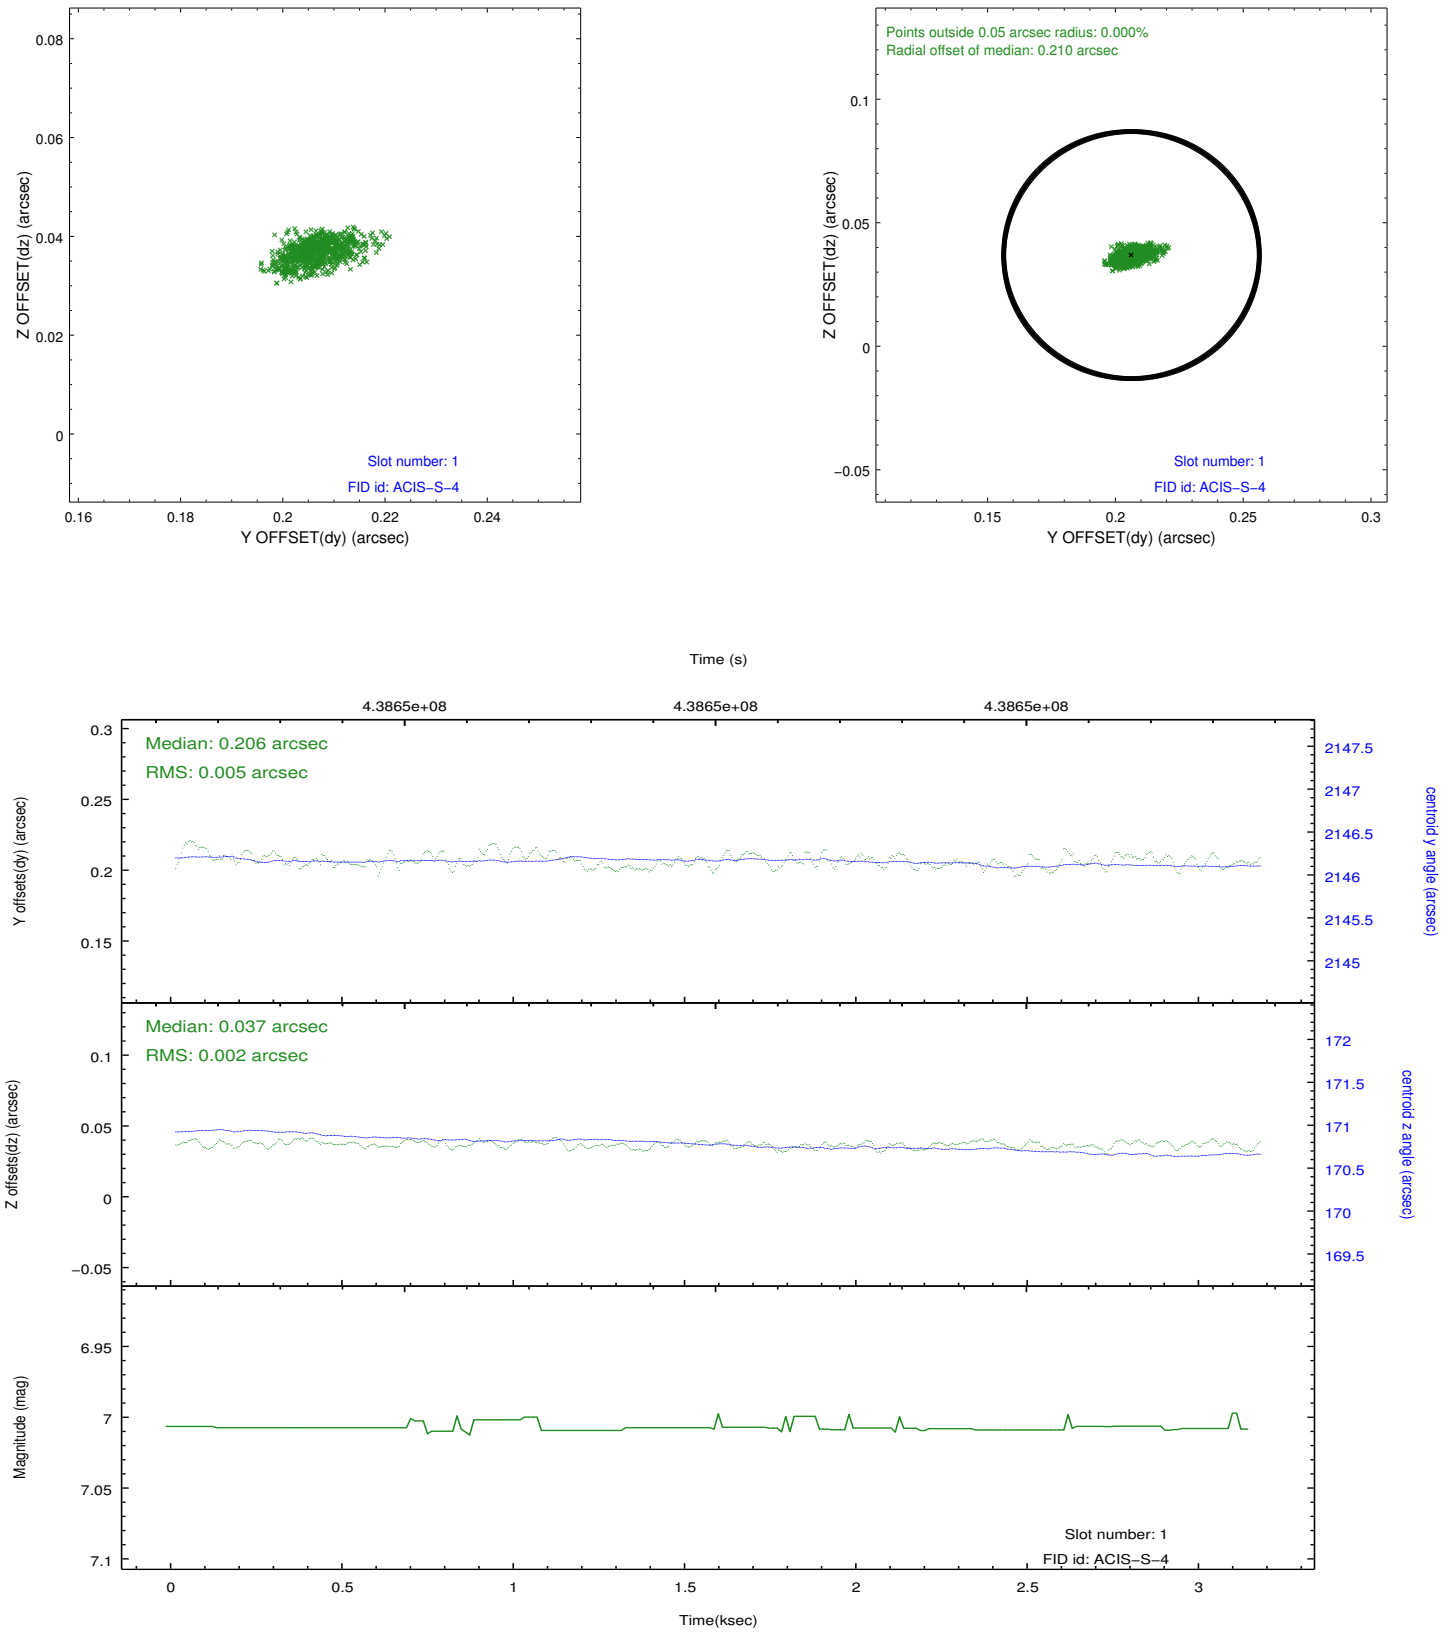 0.08
0.06
0.04
0.02
0
Z OFFSET(dz) (arcsec)
Slot number: 1
FID id: ACIS−S−4
0.16 0.18 0.2 0.22 0.24
Y OFFSET(dy) (arcsec)
Points outside 0.05 arcsec radius: 0.000%
Radial offset of median: 0.210 arcsec
0.1
0.05
0
−0.05
Z OFFSET(dz) (arcsec)
Slot number: 1
FID id: ACIS−S−4
0.15 0.2 0.25 0.3
Y OFFSET(dy) (arcsec)
Time (s)
4.3865e+08 4.3865e+08 4.3865e+08
Median: 0.206 arcsec
RMS: 0.005 arcsec
0.3
0.25
0.2
0.15
Y offsets(dy) (arcsec)
2147.5
2147
2146.5
2146
2145.5
2145
centroid y angle (arcsec)
Median: 0.037 arcsec
RMS: 0.002 arcsec
0.1
0.05
0
−0.05
Z offsets(dz) (arcsec)
172
171.5
171
170.5
170
169.5
centroid z angle (arcsec)
6.95
7
7.05
7.1
Magnitude (mag)
Slot number: 1
FID id: ACIS−S−4
0 0.5 1 1.5 2 2.5 3
Time(ksec)